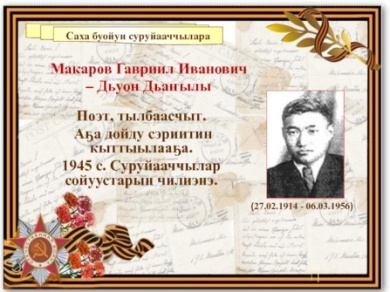 Саха буойун суруйааччылара
Макаров Гавриил Иванович
– Дьуон Дьаҥылы
Поэт, тылбаасчыт.
Аҕа дойду сэриитин
кыттыылааҕа.
1945 с. Суруйааччылар
сойуустарын чилиэнэ.
(27.02.1914 - 06.03.1956)